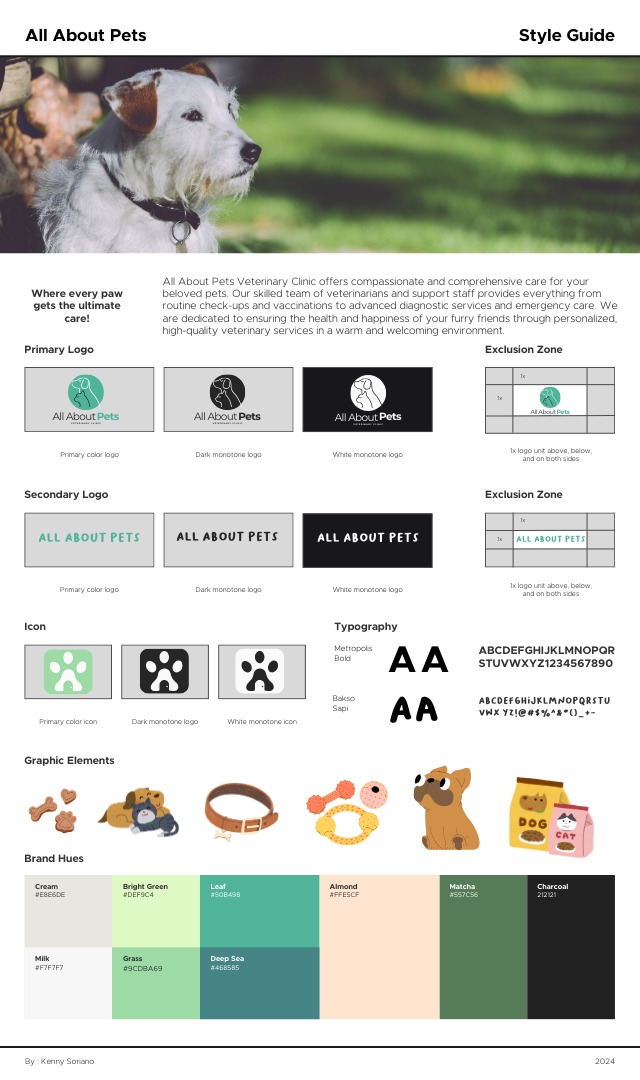 All About Pets
Style Guide
Where every paw
gets the ultimate
care!
All About Pets Veterinary Clinic offers compassionate and comprehensive care for your
beloved pets. Our skilled team of veterinarians and support staff provides everything from
routine check-ups and vaccinations to advanced diagnostic services and emergency care. We
are dedicated to ensuring the health and happiness of your furry friends through personalized,
high-quality veterinary services in a warm and welcoming environment.
Primary Logo
Exclusion Zone
All About Pets
VETERINARY CLINIC
All About Pets
VETERINARY CLINIC
All About Pets
VETERINARY CLINIC
1x
1x
All About Pets
Primary color logo
Dark monotone logo
White monotone logo
1x logo unit above, below,
and on both sides
Secondary Logo
Exclusion Zone
ALL ABOUT PETS
ALL ABOUT PETS
ALL ABOUT PETS
1x
1x
ALL ABOUT PETS
Primary color logo
Dark monotone logo
White monotone logo
1x logo unit above, below,
and on both sides
Icon
Typography
Metropolis
Bold
A A
ABCDEFGHIJKLMNOPQR
STUVWXYZ1234567890
Bakso
Sapi
AA
ABCDEFGHIJKLMNOPQRSTU
VWX YZ!@#$%^&*()_+-
Primary color icon
Dark monotone logo
White monotone icon
Graphic Elements
DOG
CAT
Brand Hues
Cream
#E8E6DE
Bright Green
#DEF9C4
Leaf
#50B498
Almond
#FFE5CF
Matcha
#557C56
Charcoal
212121
Milk
#F7F7F7
Grass
#9CDBA69
Deep Sea
#468585
By : Kenny Soriano
2024